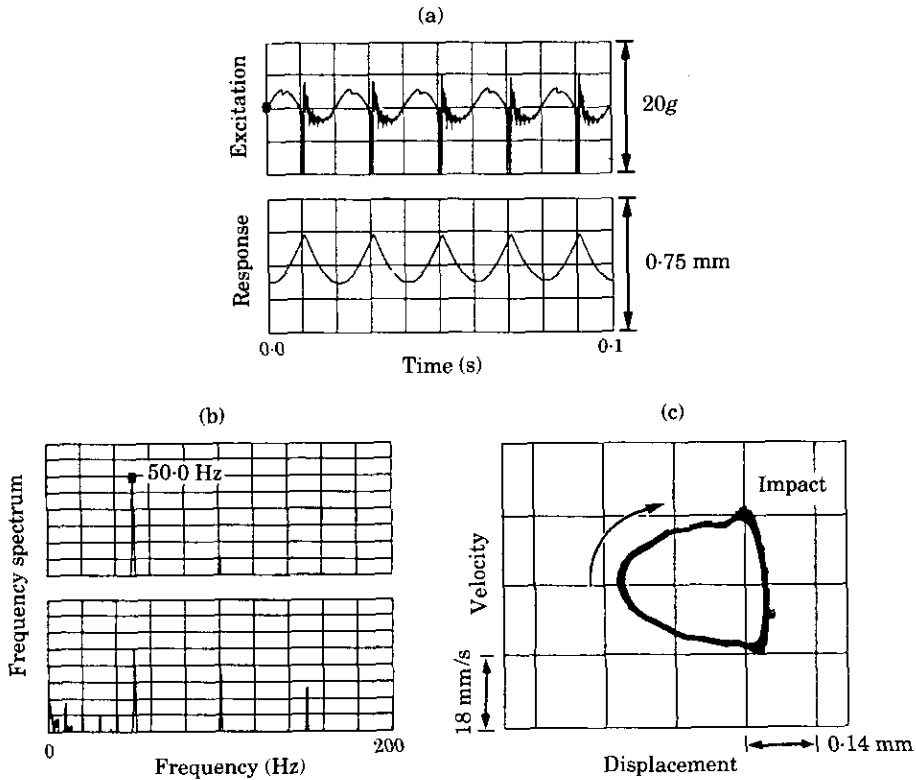 (a)
Excitation
20g
Response
0·75 mm
0·0
0·1
Time (s)
(b)
Frequency spectrum
50·0 Hz
0
200
Frequency (Hz)
(c)
Impact
Velocity
18 mm/s
0·14 mm
Displacement